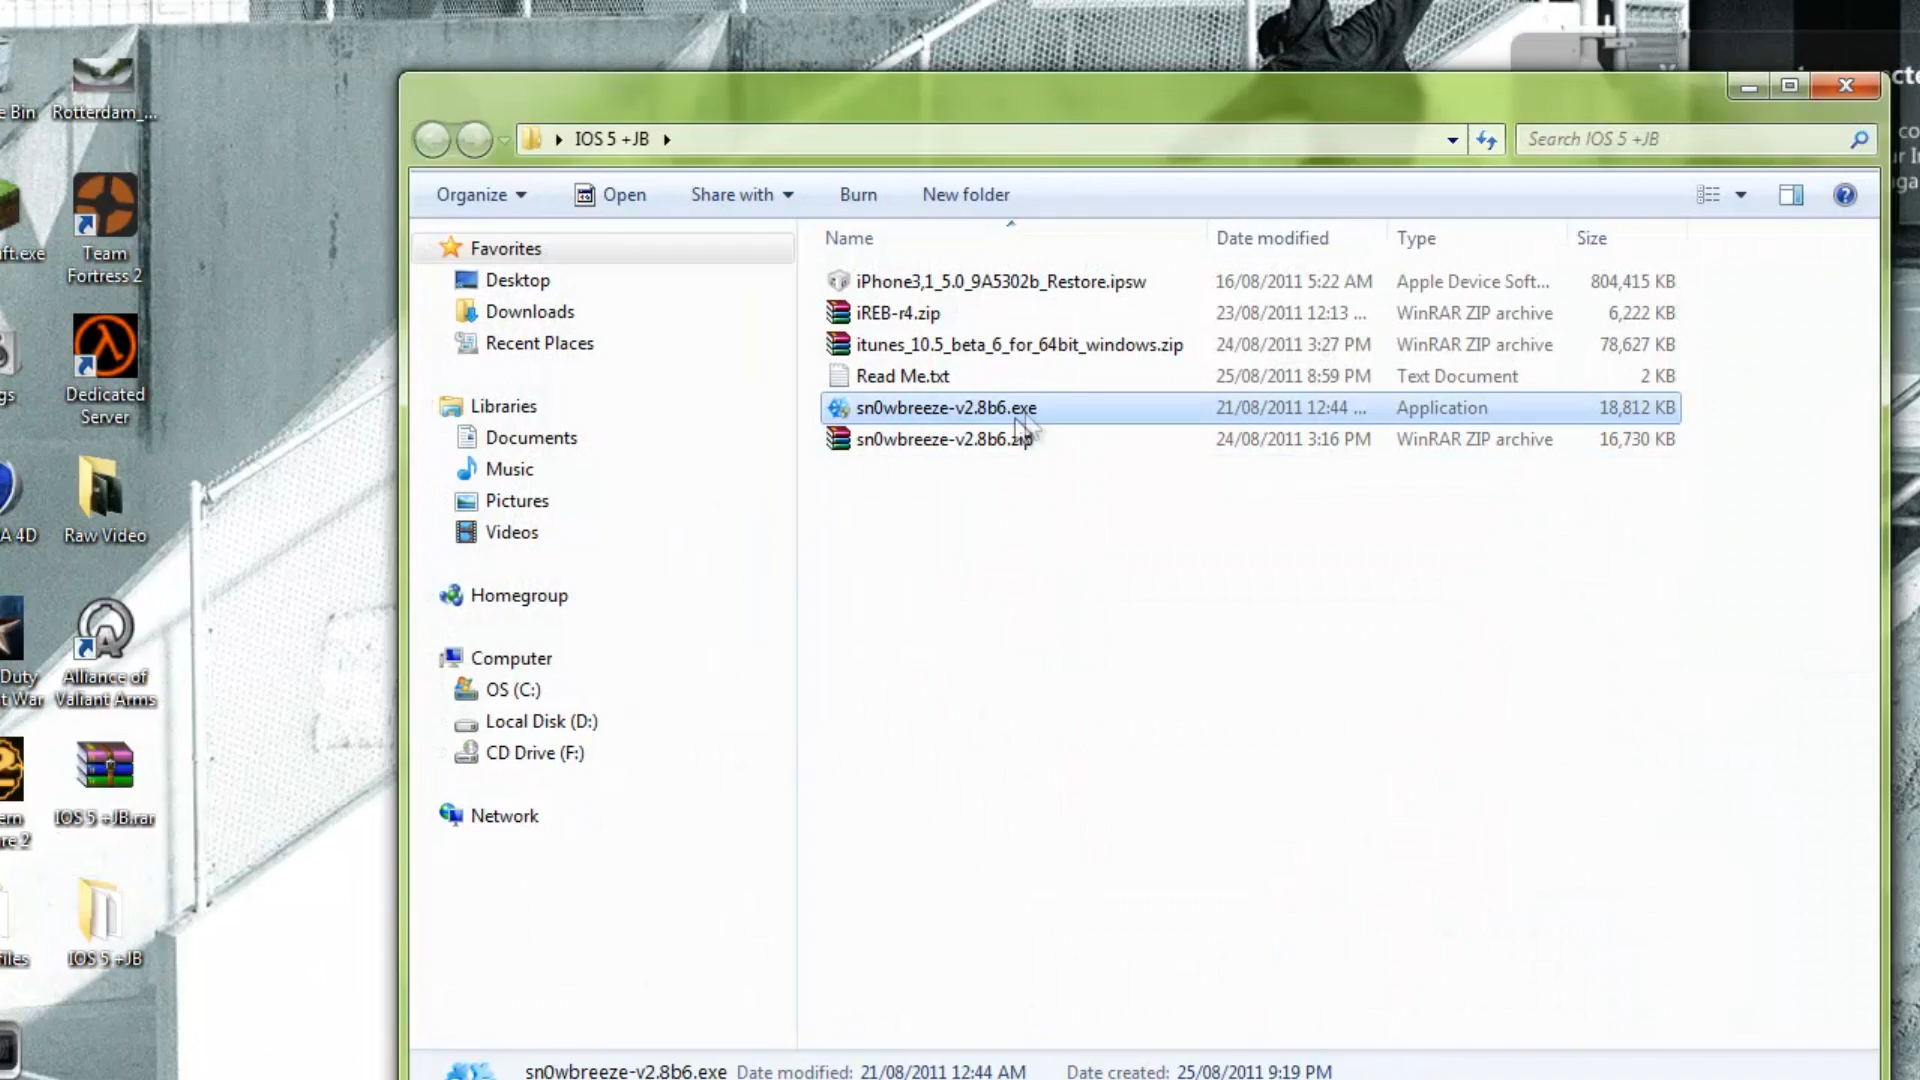 e Bin
Rotterdam_...
ft.exe
Team
Fortress 2
gs
Dedicated
Server
A 4D
Raw Video
Duty
t War
Alliance of
Valiant Arms
ern
re 2
IOS 5 +JB.rar
files
IOS 5 +JB
IOS 5 +JB
Search IOS 5 +JB
Organize
Open
Share with
Burn
New folder
Favorites
Desktop
Downloads
Recent Places
Libraries
Documents
Music
Pictures
Videos
Homegroup
Computer
OS (C:)
Local Disk (D:)
CD Drive (F:)
Network
Name Date modified Type Size
iPhone3,1_5.0_9A5302b_Restore.ipsw 16/08/2011 5:22 AM Apple Device Soft... 804,415 KB
iREB-r4.zip 23/08/2011 12:13 ... WinRAR ZIP archive 6,222 KB
itunes_10.5_beta_6_for_64bit_windows.zip 24/08/2011 3:27 PM WinRAR ZIP archive 78,627 KB
Read Me.txt 25/08/2011 8:59 PM Text Document 2 KB
sn0wbreeze-v2.8b6.exe 21/08/2011 12:44 ... Application 18,812 KB
sn0wbreeze-v2.8b6.zip 24/08/2011 3:16 PM WinRAR ZIP archive 16,730 KB
sn0wbreeze-v2.8b6.exe Date modified: 21/08/2011 12:44 AM Date created: 25/08/2011 9:19 PM